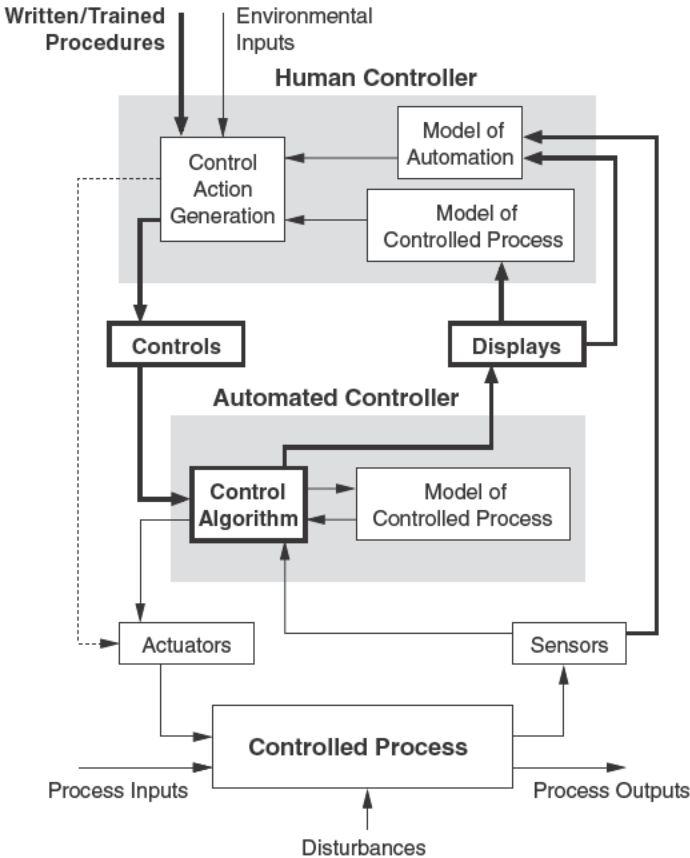 Written/Trained
Procedures
Environmental
Inputs
Human Controller
Control
Action
Generation
Model of
Automation
Model of
Controlled Process
Controls
Displays
Automated Controller
Control
Algorithm
Model of
Controlled Process
Actuators
Sensors
Controlled Process
Process Inputs
Process Outputs
Disturbances